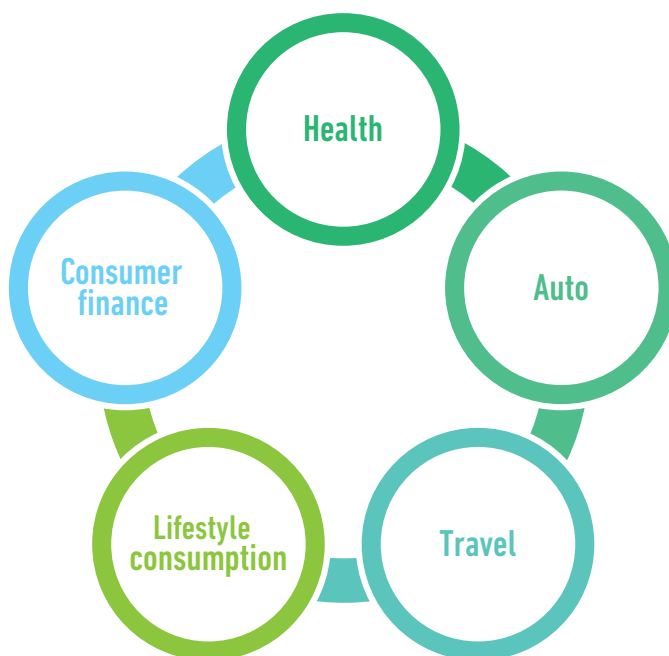 Health
Auto
Travel
Lifestyle
consumption
Consumer
finance